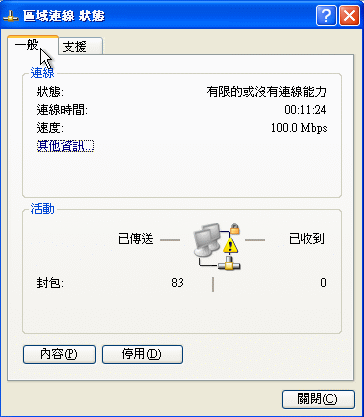 區域連線 狀態
一般 支援
連線
狀態: 有限的或沒有連線能力
連線時間: 00:11:24
速度: 100.0 Mbps
其他資訊
活動
已傳送 已收到
封包: 83 0
內容(P) 停用(D)
關閉(C)